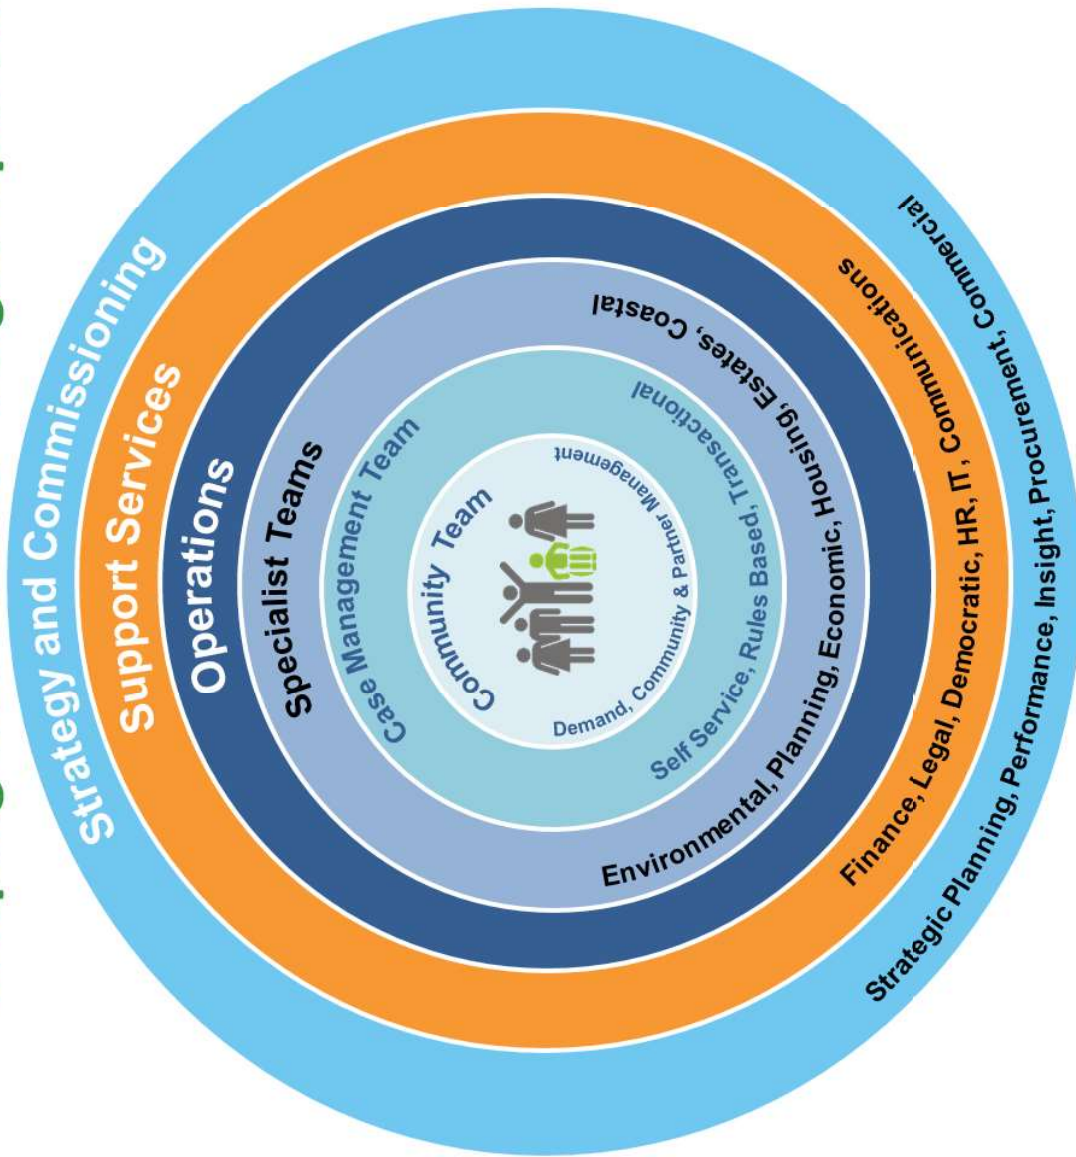 Strategy and Commissioning
Support Services
Operations
Specialist Teams
Case Management Team
Community Team
Demand, Community & Partner Management
Self Service, Rules Based, Transactional
Environmental, Planning, Economic, Housing, Estates, Coastal
Finance, Legal, Democratic, HR, IT, Communications
Strategic Planning, Performance, Insight, Procurement, Commercial